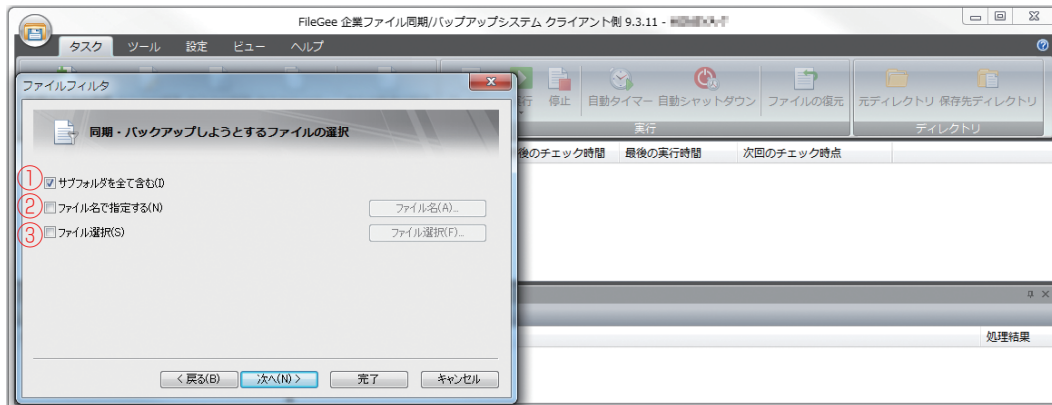 FileGee 企業ファイル同期/バップアップシステム クライアント側 9.3.11 -
タスク ツール 設定 ビュー ヘルプ
ファイルフィルタ
行 停止 自動タイマー 自動シャットダウン ファイルの復元 元ディレクトリ 保存先ディレクトリ
実行 ディレクトリ
同期・バックアップしようとするファイルの選択
後のチェック時間 最後の実行時間 次回のチェック時点
① サブフォルダを全て含む(I)
② ファイル名で指定する(N) ファイル名(A)...
③ ファイル選択(S) ファイル選択(F)...
処理結果
< 戻る(B) 次へ(N) > 完了 キャンセル